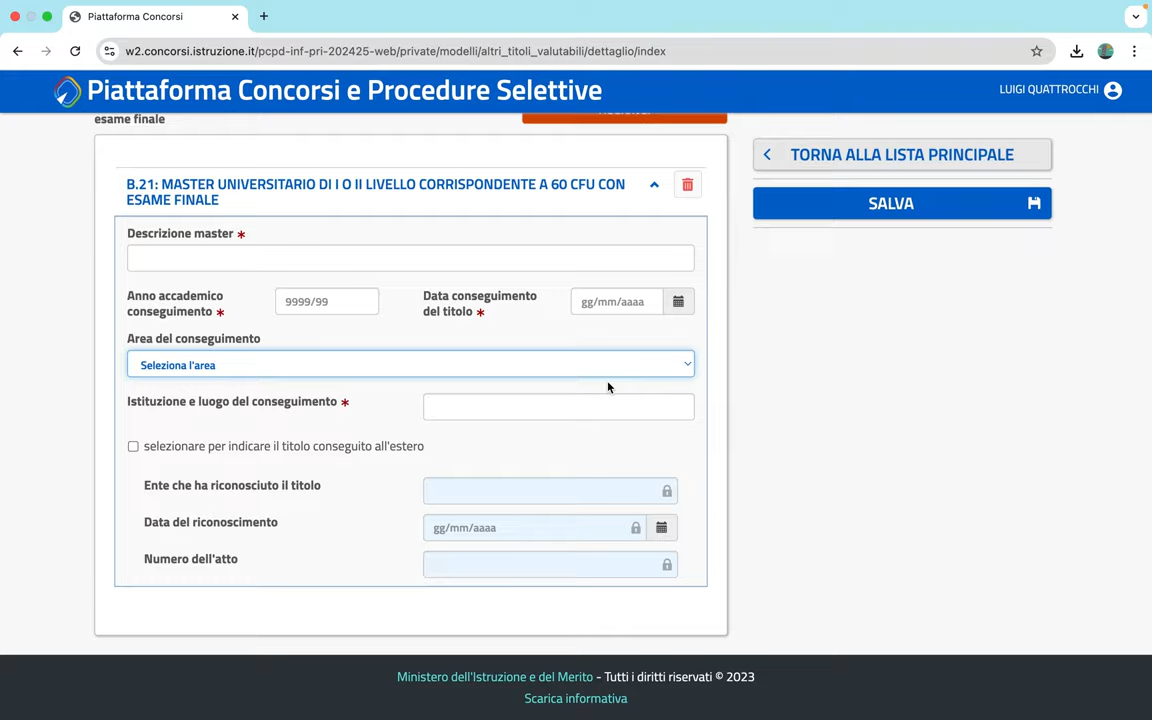 Piattaforma Concorsi
w2.concorsi.istruzione.it/pcpd-inf-pri-202425-web/private/modelli/altri_titoli_valutabili/dettaglio/index
Piattaforma Concorsi e Procedure Selettive
LUIGI QUATTROCCHI
esame finale
TORNA ALLA LISTA PRINCIPALE
SALVA
B.21: MASTER UNIVERSITARIO DI I O II LIVELLO CORRISPONDENTE A 60 CFU CON
ESAME FINALE
Descrizione master *
Anno accademico
conseguimento *
9999/99
Data conseguimento
del titolo *
gg/mm/aaaa
Area del conseguimento
Seleziona l'area
Istituzione e luogo del conseguimento *
selezionare per indicare il titolo conseguito all'estero
Ente che ha riconosciuto il titolo
Data del riconoscimento
gg/mm/aaaa
Numero dell'atto
Ministero dell'Istruzione e del Merito - Tutti i diritti riservati © 2023
Scarica informativa